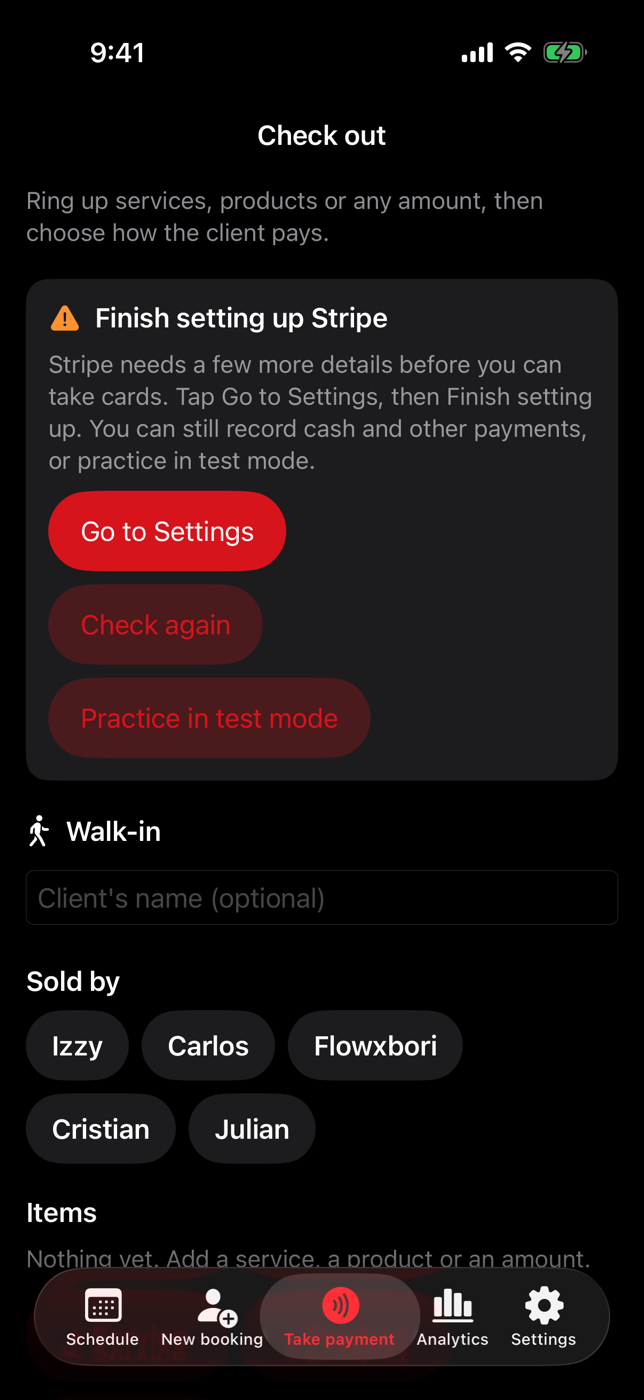 9:41
Check out
Ring up services, products or any amount, then
choose how the client pays.
Finish setting up Stripe
Stripe needs a few more details before you can
take cards. Tap Go to Settings, then Finish setting
up. You can still record cash and other payments,
or practice in test mode.
Go to Settings
Check again
Practice in test mode
Walk-in
Client's name (optional)
Sold by
Izzy Carlos Flowxbori
Cristian Julian
Items
Nothing yet. Add a service, a product or an amount.
Schedule New booking Take payment Analytics Settings